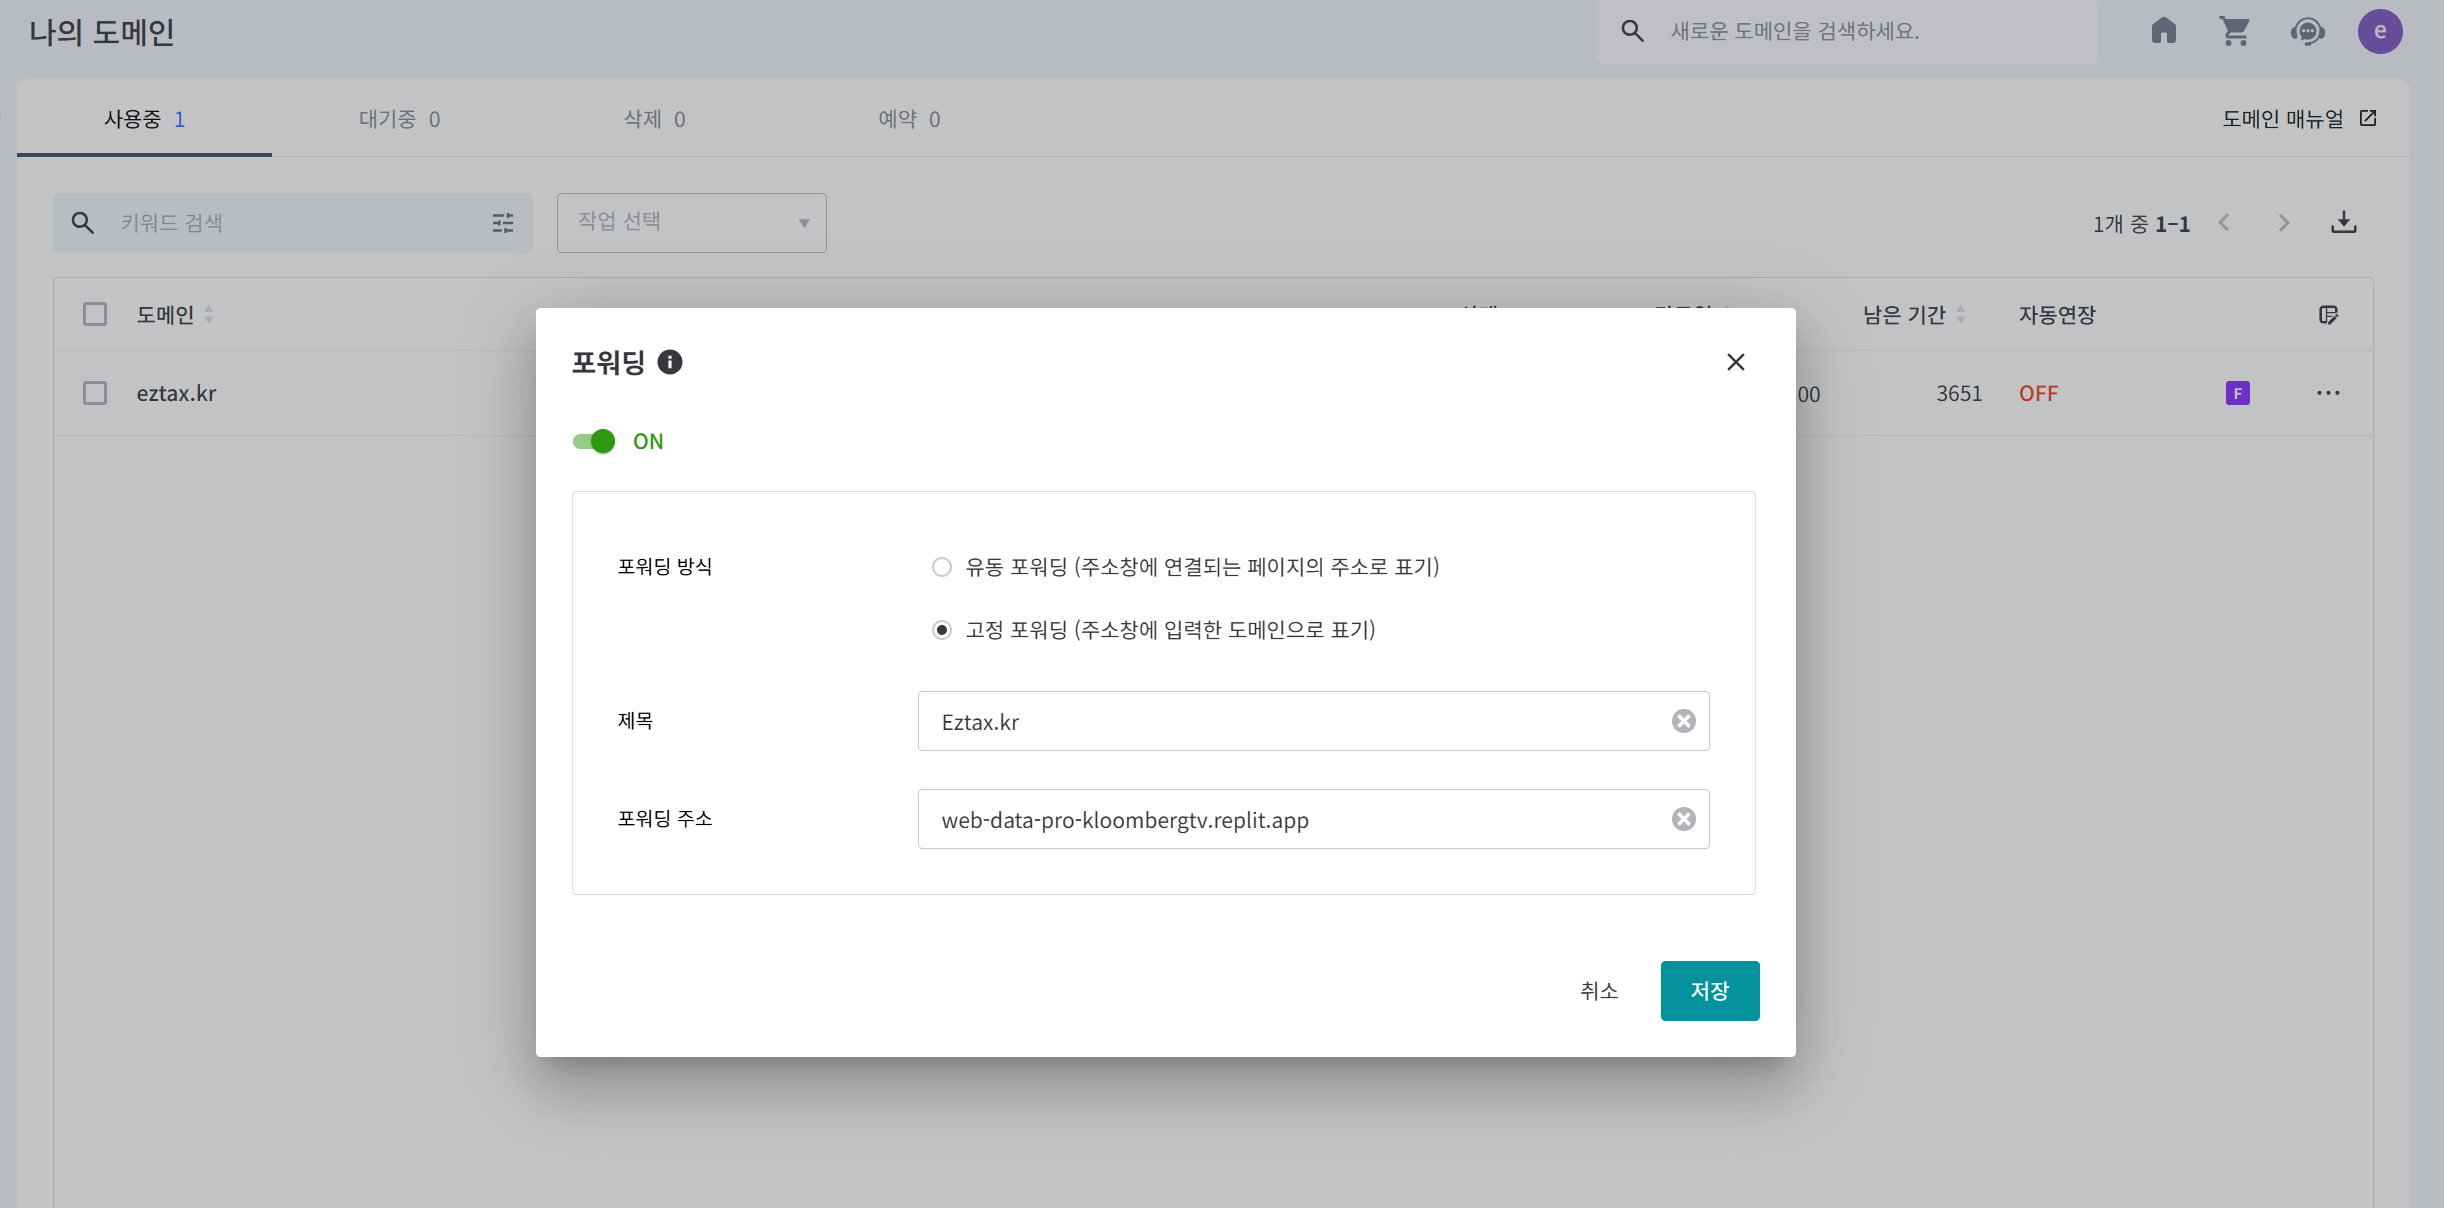 나의 도메인
새로운 도메인을 검색하세요.
e
사용중 1
대기중 0
삭제 0
예약 0
도메인 매뉴얼
키워드 검색
작업 선택
1개 중 1-1
도메인
남은 기간
자동연장
eztax.kr
00
3651
OFF
F
포워딩
ON
포워딩 방식
유동 포워딩 (주소창에 연결되는 페이지의 주소로 표기)
고정 포워딩 (주소창에 입력한 도메인으로 표기)
제목
Eztax.kr
포워딩 주소
web-data-pro-kloombergtv.replit.app
취소
저장